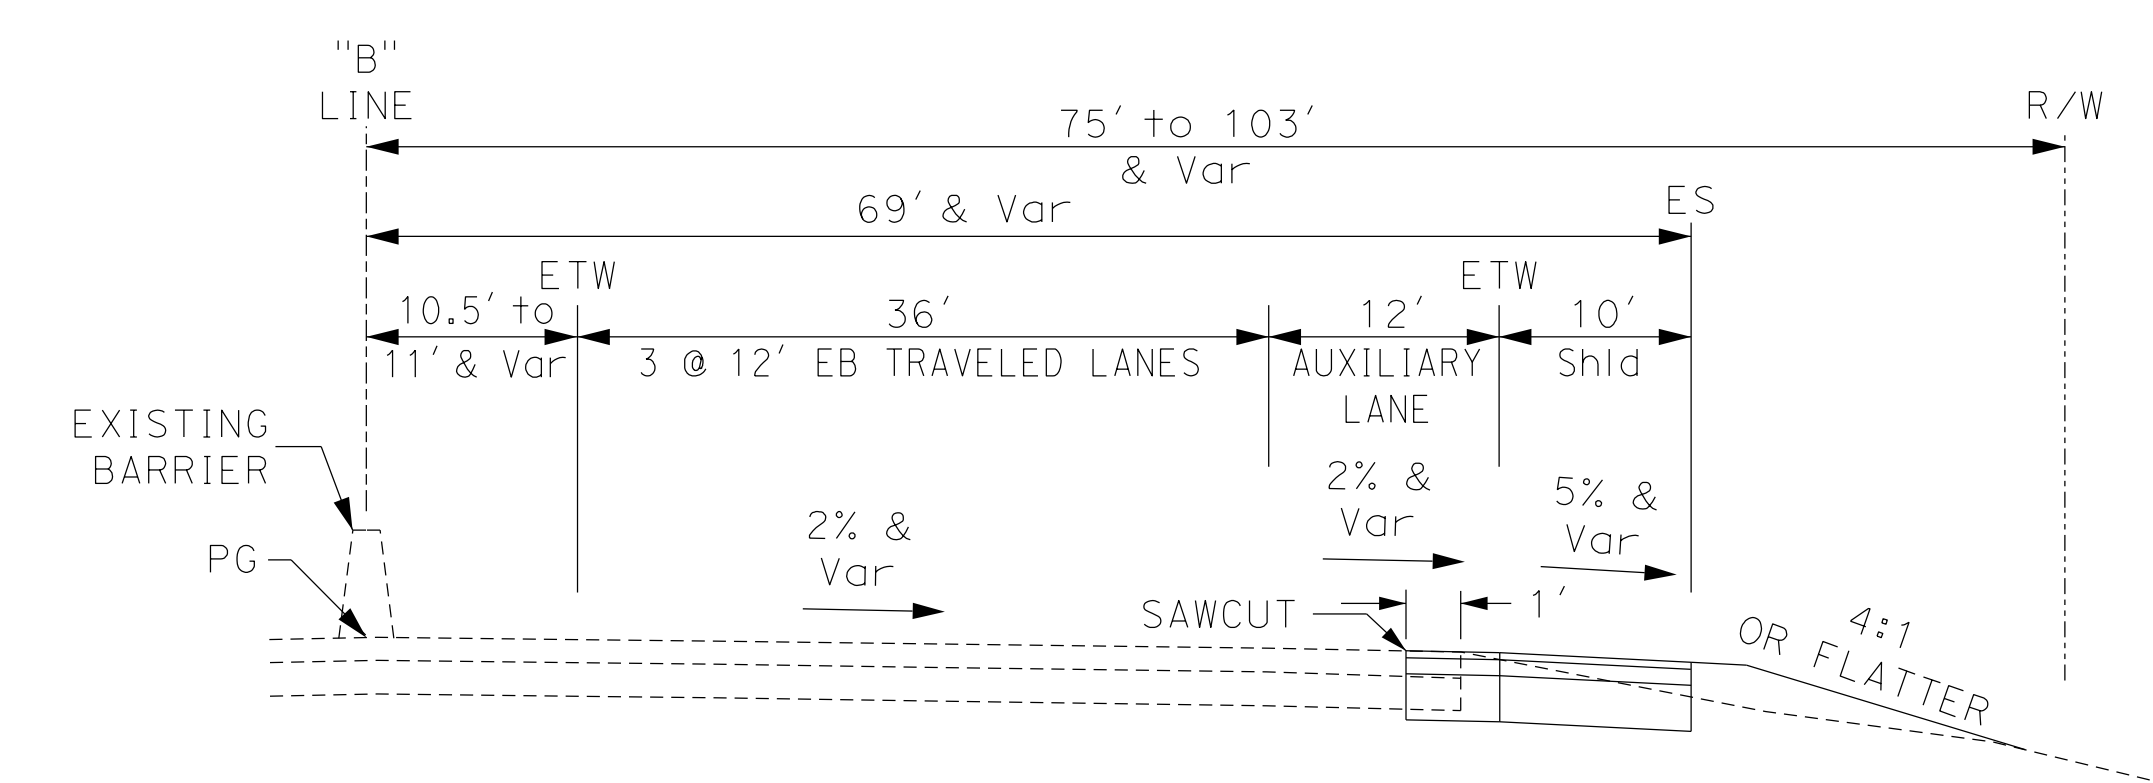 "B"
LINE
R/W
75' to 103'
& Var
69' & Var
ES
ETW
ETW
10.5' to
11' & Var
36'
3 @ 12' EB TRAVELED LANES
12'
AUXILIARY
LANE
10'
Shld
EXISTING
BARRIER
PG
2% &
Var
2% &
Var
5% &
Var
SAWCUT
1'
4:1
OR FLATTER